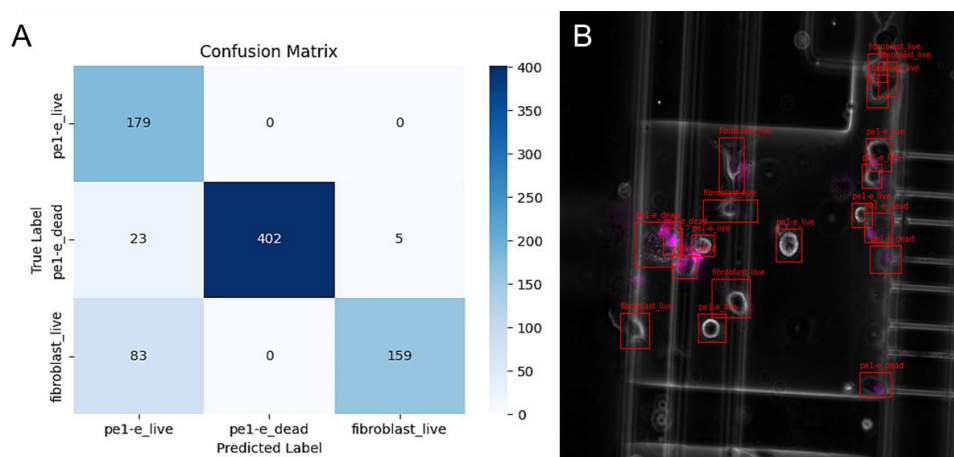 A
Confusion Matrix
True Label
pe1-e_live
pe1-e_dead
fibroblast_live
179
0
0
23
402
5
83
0
159
pe1-e_live
pe1-e_dead
fibroblast_live
Predicted Label
400
350
300
250
200
150
100
50
0
B
fibroblast_live
fibroblast_live
fibroblast_live
pe1-e_live
fibroblast_live
pe1-e_live
fibroblast_live
pe1-e_live
pe1-e_dead
pe1-e_dead
pe1-e_live
pe1-e_live
pe1-e_dead
fibroblast_live
fibroblast_live
pe1-e_live
pe1-e_dead